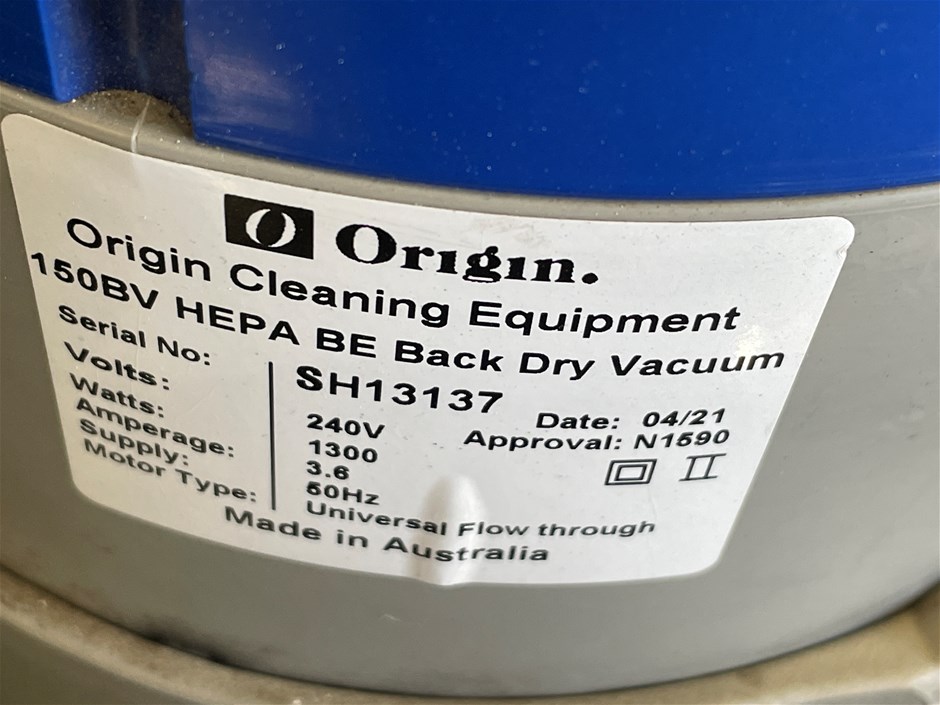 O Origin.
Origin Cleaning Equipment
150BV HEPA BE Back Dry Vacuum
Serial No: SH13137
Date: 04/21
Volts: 240V
Approval: N1590
Watts: 1300
Amperage: 3.6
Supply: 50Hz
Motor Type: Universal Flow through
Made in Australia